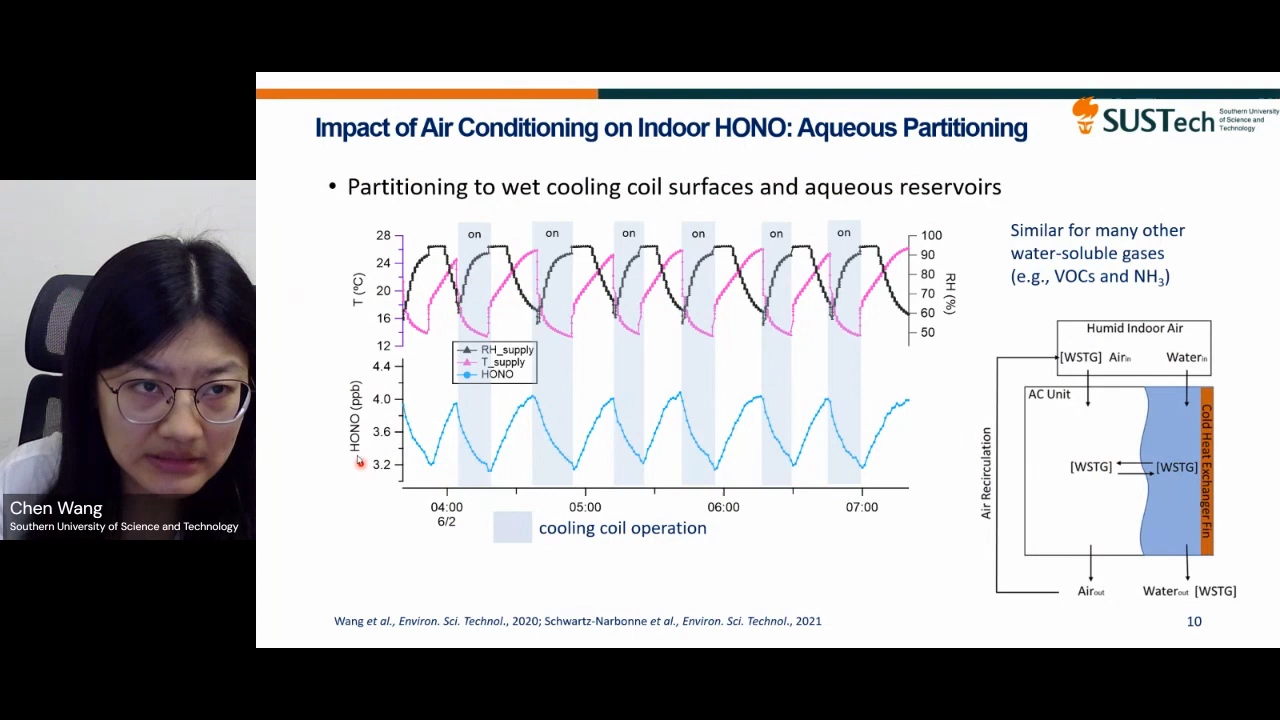 Impact of Air Conditioning on Indoor HONO: Aqueous Partitioning
SUSTech
Southern University
of Science and
Technology
• Partitioning to wet cooling coil surfaces and aqueous reservoirs
on on on on on on
28
24
20
16
12
T (ºC)
100
90
80
70
60
50
RH (%)
RH_supply
T_supply
HONO
4.4
4.0
3.6
3.2
HONO (ppb)
04:00 05:00 06:00 07:00
6/2
cooling coil operation
Similar for many other
water-soluble gases
(e.g., VOCs and NH3)
Humid Indoor Air
[WSTG] Airin Waterin
AC Unit
[WSTG] [WSTG]
Cold Heat Exchanger Fin
Air Recirculation
Airout Waterout [WSTG]
Wang et al., Environ. Sci. Technol., 2020; Schwartz-Narbonne et al., Environ. Sci. Technol., 2021
10
Chen Wang
Southern University of Science and Technology